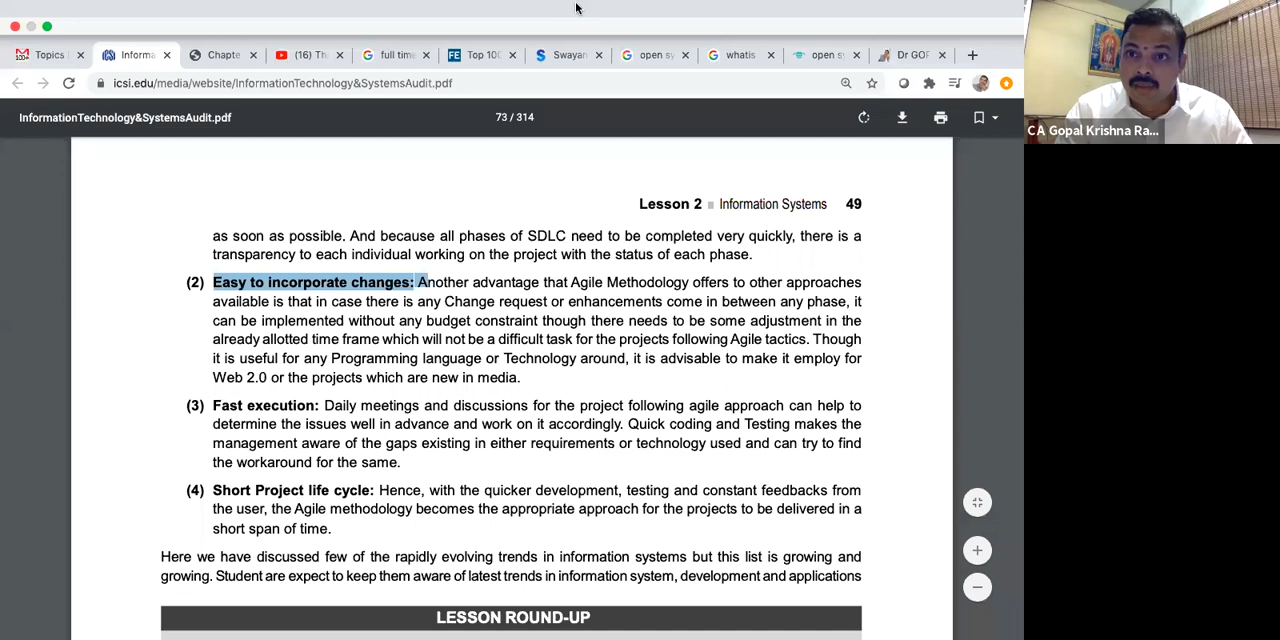 Topics
Informa
Chapte
(16) Th
full time
Top 100
Swayan
open sy
whatis
open sy
Dr GOF
icsi.edu/media/website/InformationTechnology&SystemsAudit.pdf
InformationTechnology&SystemsAudit.pdf
73 / 314
C A Gopal Krishna Ra...
Lesson 2 Information Systems 49
as soon as possible. And because all phases of SDLC need to be completed very quickly, there is a
transparency to each individual working on the project with the status of each phase.
(2) Easy to incorporate changes: Another advantage that Agile Methodology offers to other approaches
available is that in case there is any Change request or enhancements come in between any phase, it
can be implemented without any budget constraint though there needs to be some adjustment in the
already allotted time frame which will not be a difficult task for the projects following Agile tactics. Though
it is useful for any Programming language or Technology around, it is advisable to make it employ for
Web 2.0 or the projects which are new in media.
(3) Fast execution: Daily meetings and discussions for the project following agile approach can help to
determine the issues well in advance and work on it accordingly. Quick coding and Testing makes the
management aware of the gaps existing in either requirements or technology used and can try to find
the workaround for the same.
(4) Short Project life cycle: Hence, with the quicker development, testing and constant feedbacks from
the user, the Agile methodology becomes the appropriate approach for the projects to be delivered in a
short span of time.
Here we have discussed few of the rapidly evolving trends in information systems but this list is growing and
growing. Student are expect to keep them aware of latest trends in information system, development and applications
LESSON ROUND-UP